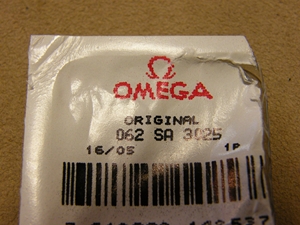 Ω
OMEGA
ORIGINAL
062 SA 3025
16/05 1P